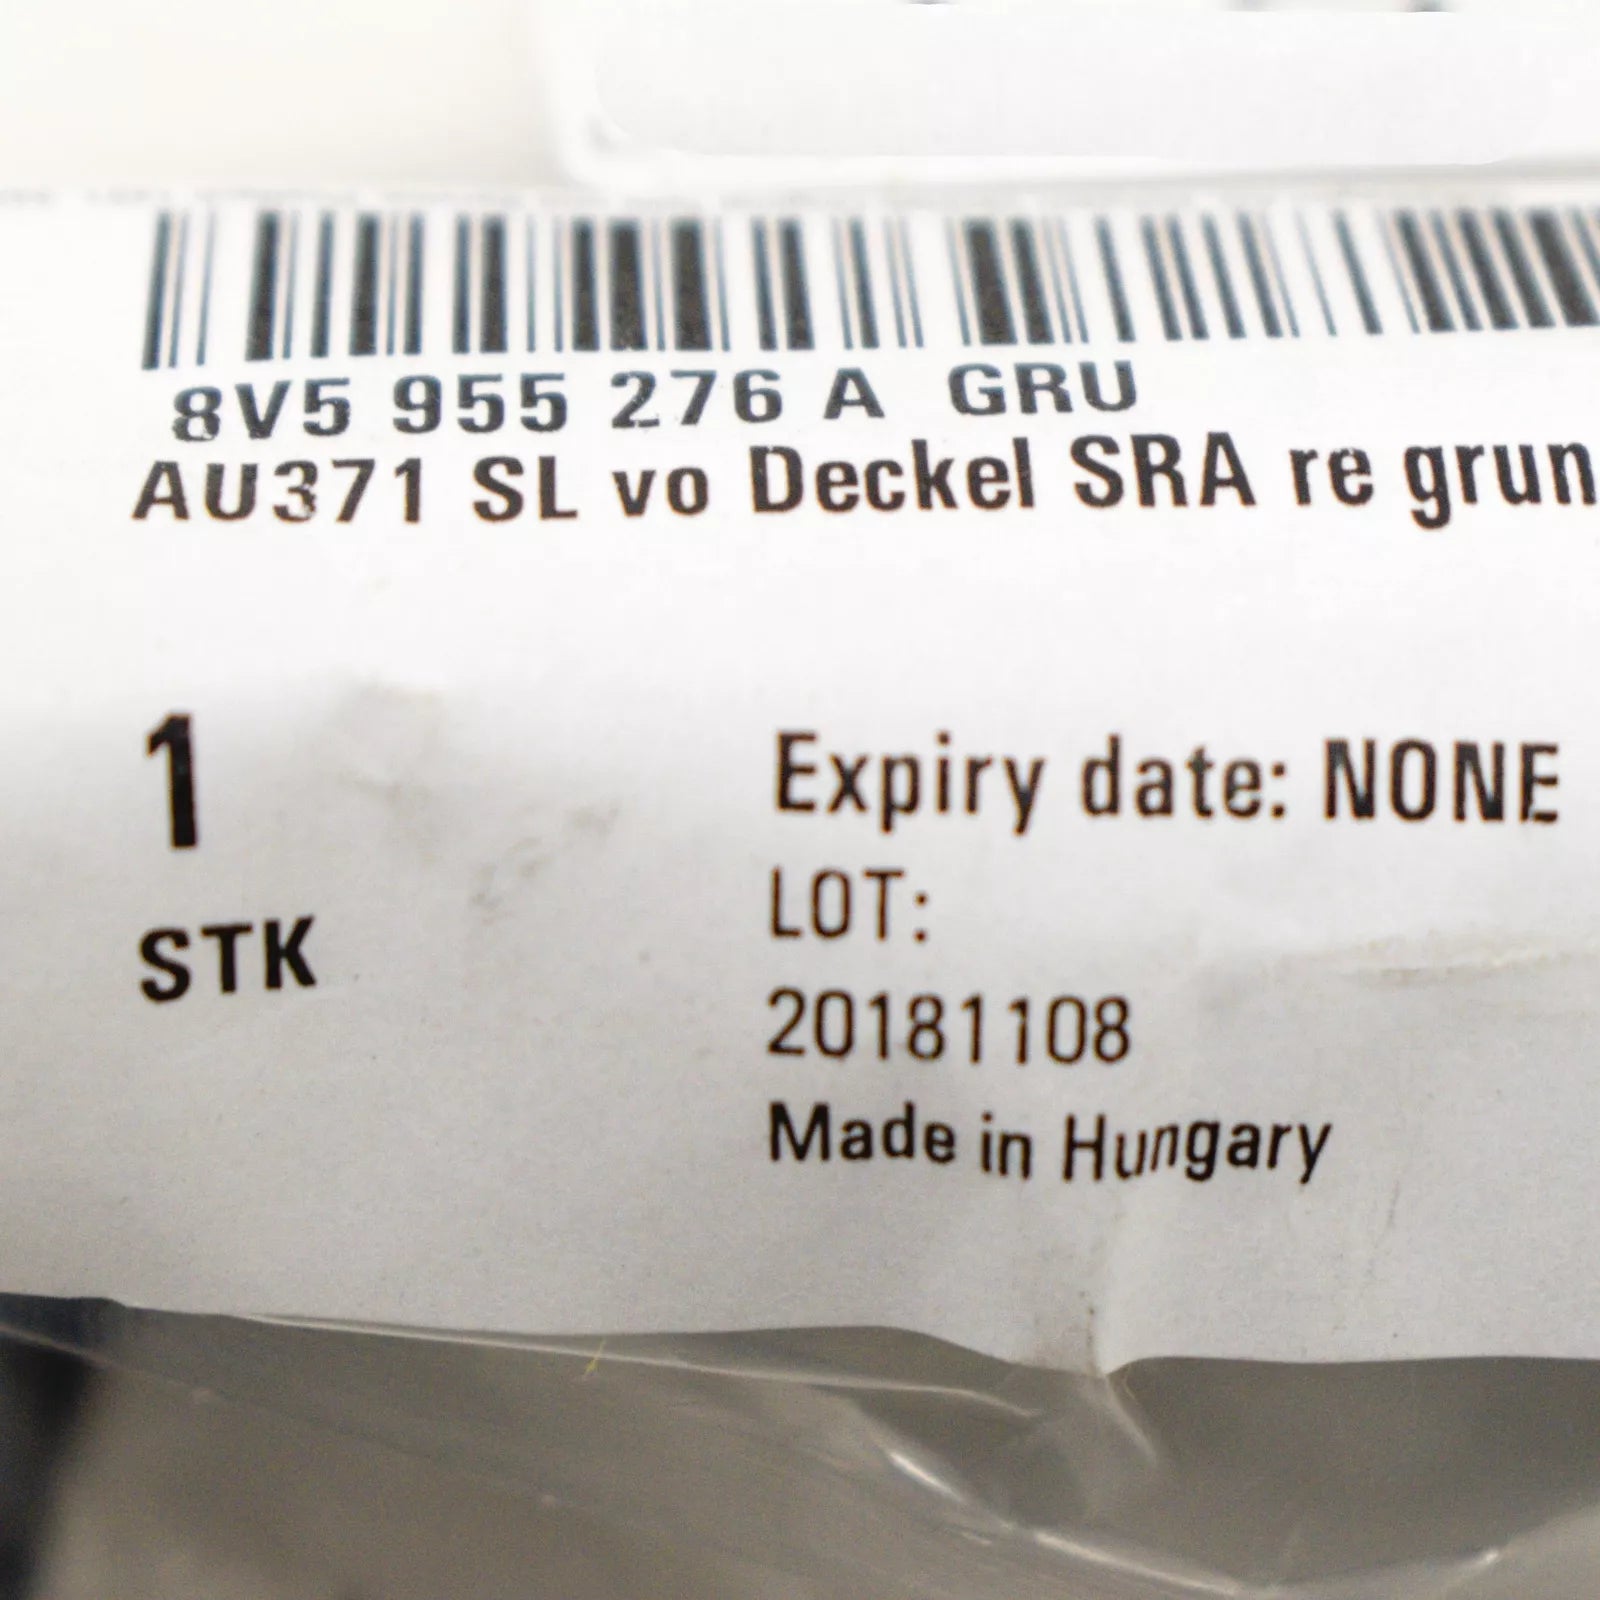 8V5 955 276 A GRU
AU371 SL vo Deckel SRA re grun
1
STK
Expiry date: NONE
LOT:
20181108
Made in Hungary